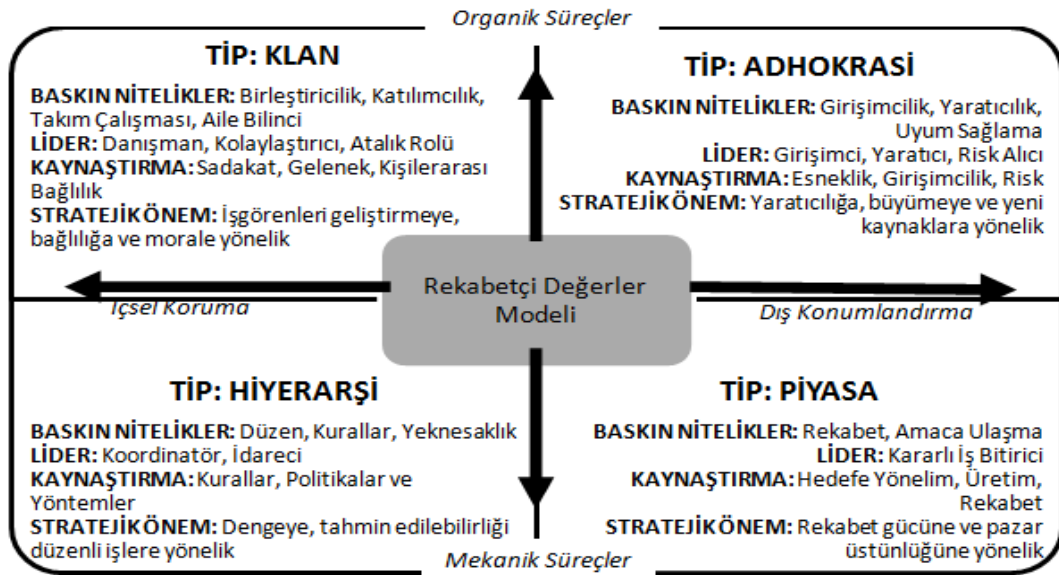 Organik Süreçler
TİP: KLAN
BASKIN NİTELİKLER: Birleştiricilik, Katılımcılık,
Takım Çalışması, Aile Bilinci
LİDER: Danışman, Kolaylaştırıcı, Atalık Rolü
KAYNAŞTIRMA: Sadakat, Gelenek, Kişilerarası
Bağlılık
STRATEJİK ÖNEM: İşgörenleri geliştirmeye,
bağlılığa ve morale yönelik
TİP: ADHOKRASİ
BASKIN NİTELİKLER: Girişimcilik, Yaratıcılık,
Uyum Sağlama
LİDER: Girişimci, Yaratıcı, Risk Alıcı
KAYNAŞTIRMA: Esneklik, Girişimcilik, Risk
STRATEJİK ÖNEM: Yaratıcılığa, büyümeye ve yeni
kaynaklara yönelik
İçsel Koruma
Rekabetçi Değerler
Modeli
Dış Konumlandırma
TİP: HİYERARŞİ
BASKIN NİTELİKLER: Düzen, Kurallar, Yeknesaklık
LİDER: Koordinatör, İdareci
KAYNAŞTIRMA: Kurallar, Politikalar ve
Yöntemler
STRATEJİK ÖNEM: Dengeye, tahmin edilebilirliği
düzenli işlere yönelik
TİP: PİYASA
BASKIN NİTELİKLER: Rekabet, Amaca Ulaşma
LİDER: Kararlı İş Bitirici
KAYNAŞTIRMA: Hedefe Yönelim, Üretim,
Rekabet
STRATEJİK ÖNEM: Rekabet gücüne ve pazar
üstünlüğüne yönelik
Mekanik Süreçler